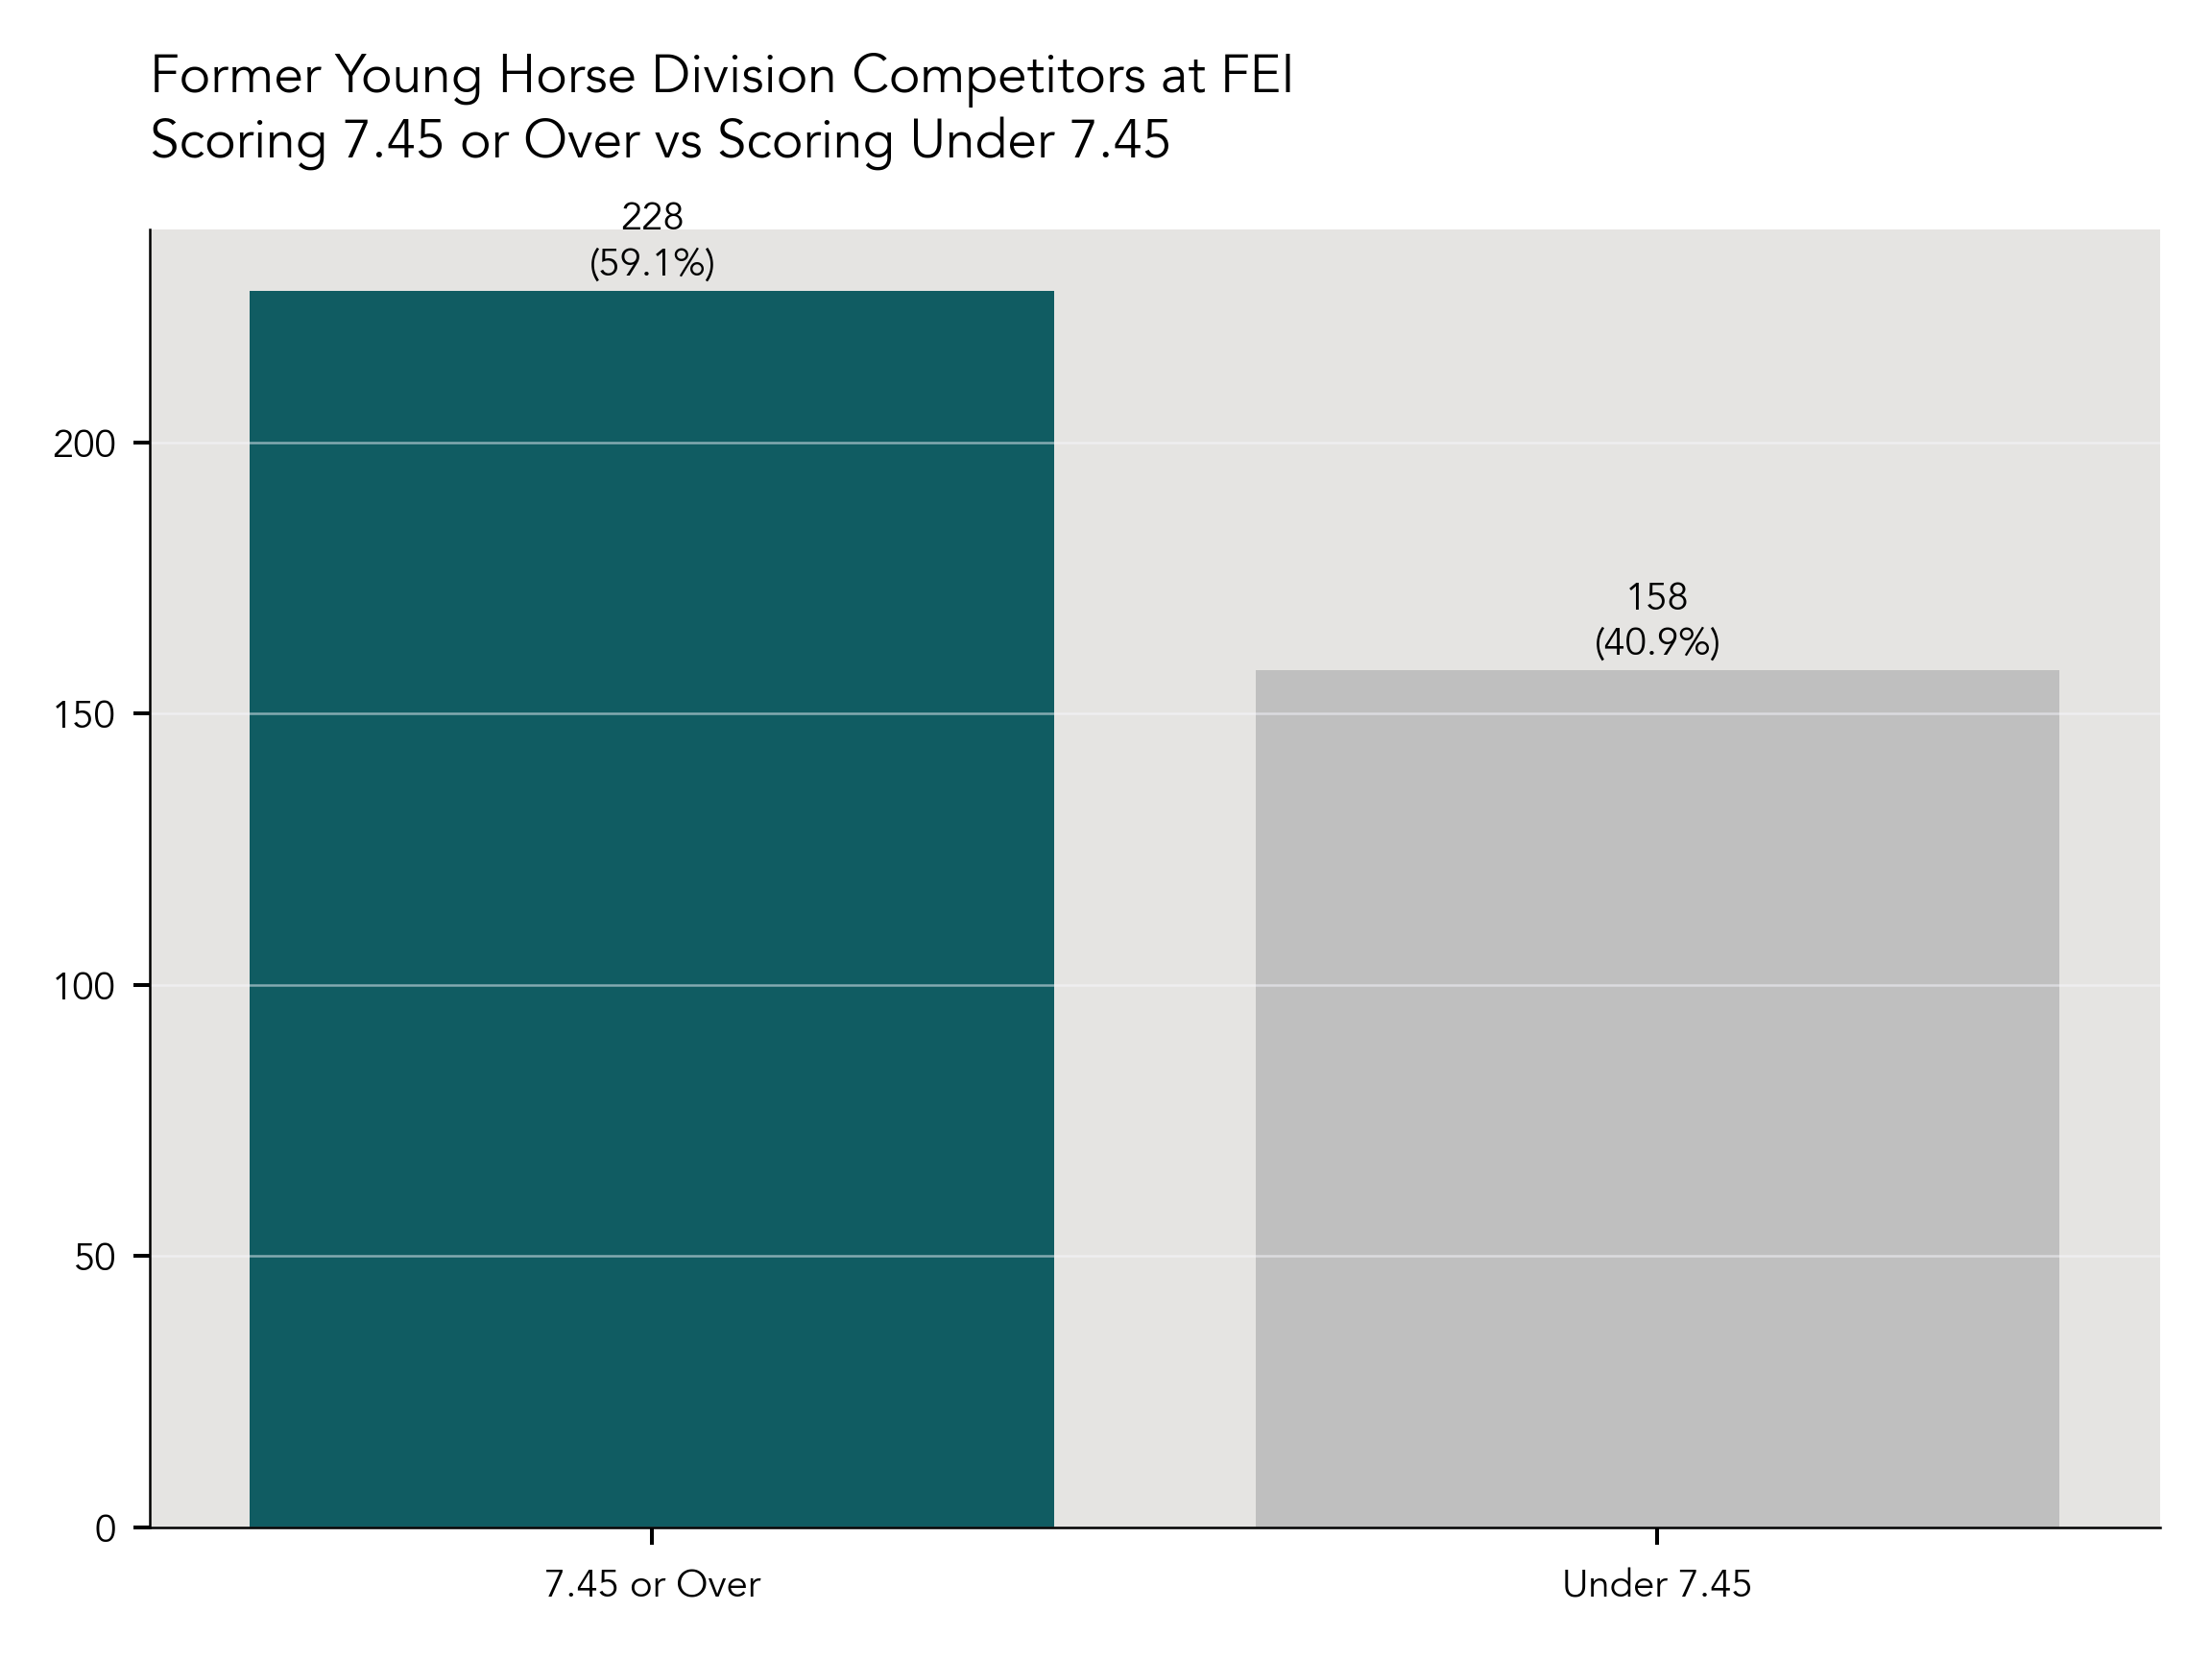 Former Young Horse Division Competitors at FEI
Scoring 7.45 or Over vs Scoring Under 7.45
228
(59.1%)
158
(40.9%)
200
150
100
50
0
7.45 or Over
Under 7.45